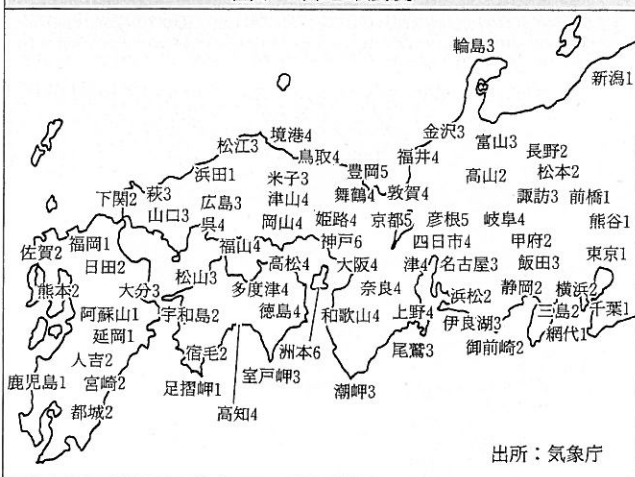 輪島3
新潟1
金沢3
富山3
境港4
松江3
鳥取4
豊岡5
福井4
長野2
浜田1
米子3
舞鶴4
敦賀4
高山2
松本2
下関2
萩3
広島3
津山4
諏訪3
前橋1
山口3
呉4
岡山4
姫路4
京都5
彦根5
岐阜4
熊谷1
佐賀2
福岡1
福山4
神戸6
四日市4
甲府2
日田2
松山3
高松4
大阪4
津4
名古屋3
飯田3
東京1
熊本2
大分3
多度津4
奈良4
浜松2
静岡2
横浜2
阿蘇山1
宇和島2
徳島4
和歌山4
上野4
伊良湖3
三島2
千葉1
延岡1
宿毛2
洲本6
尾鷲3
御前崎2
網代1
人吉2
室戸岬3
潮岬3
鹿児島1
宮崎2
足摺岬1
都城2
高知4
出所：気象庁